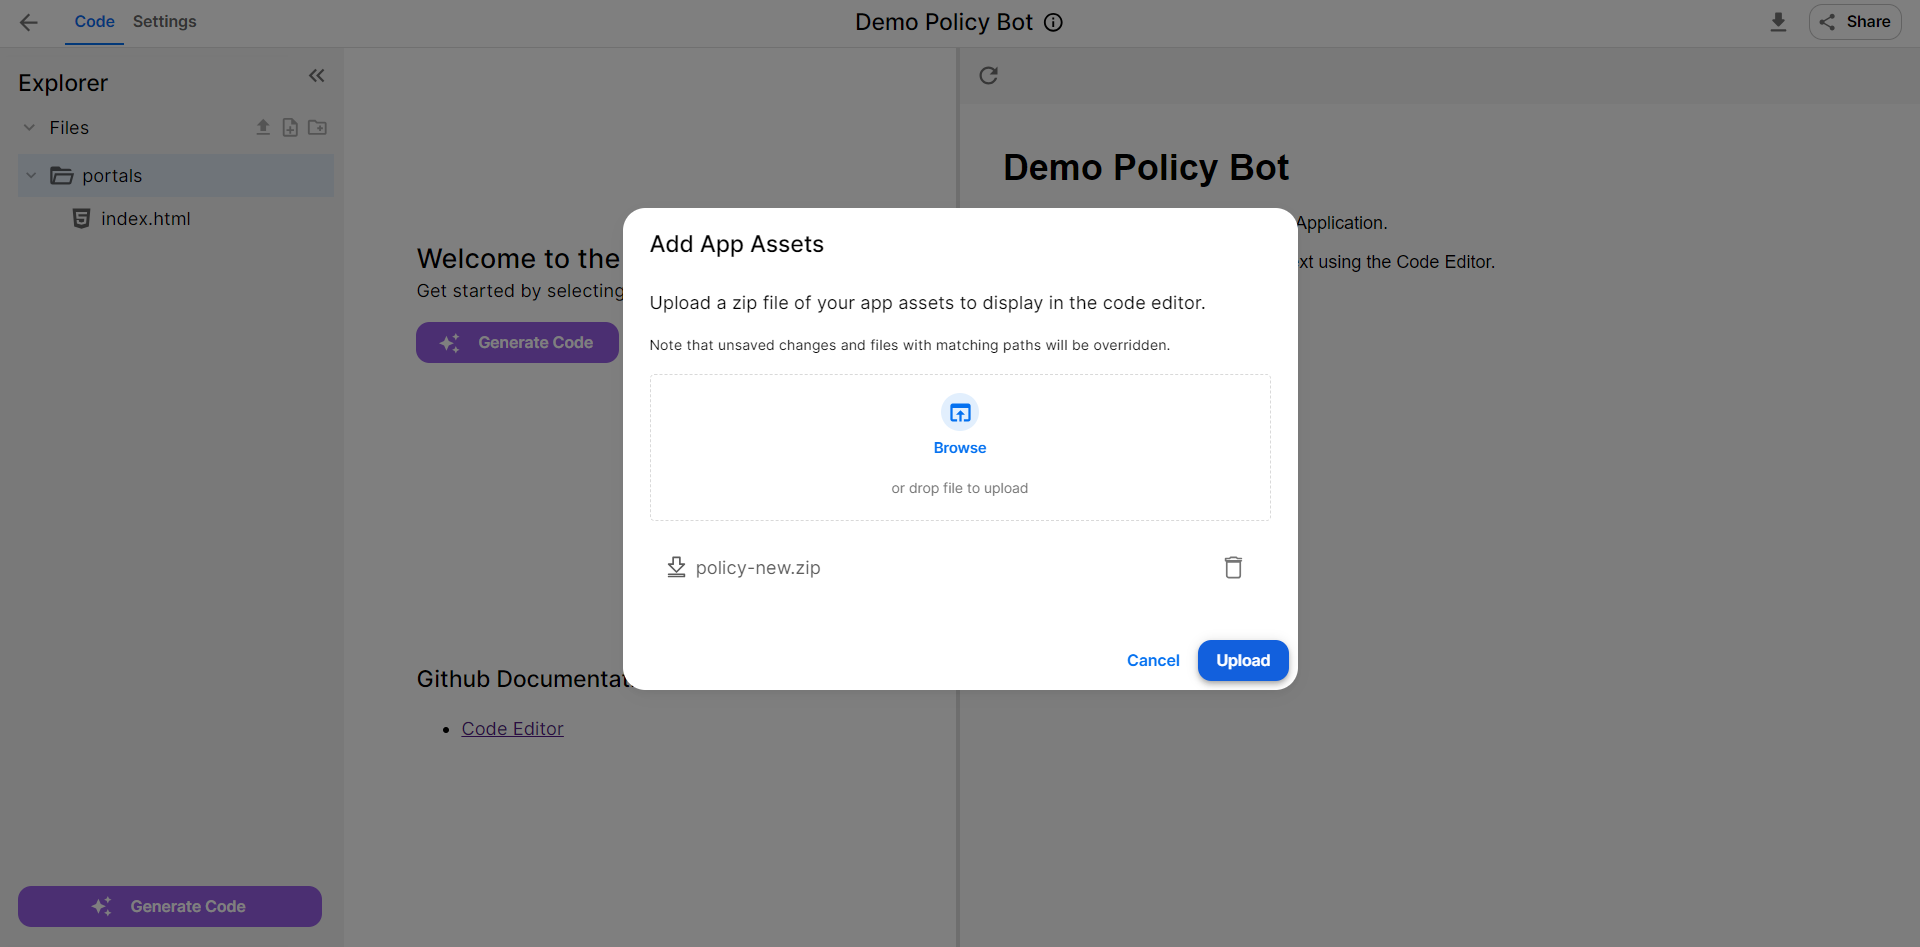 Code
Settings
Demo Policy Bot
Share
Explorer
Files
portals
index.html
Generate Code
Welcome to the
Get started by selecting
Generate Code
Github
Code Editor
Demo Policy Bot
Application.
using the Code Editor.
Add App Assets
Upload a zip file of your app assets to display in the code editor.
Note that unsaved changes and files with matching paths will be overridden.
Browse
or drop file to upload
policy-new.zip
Cancel
Upload